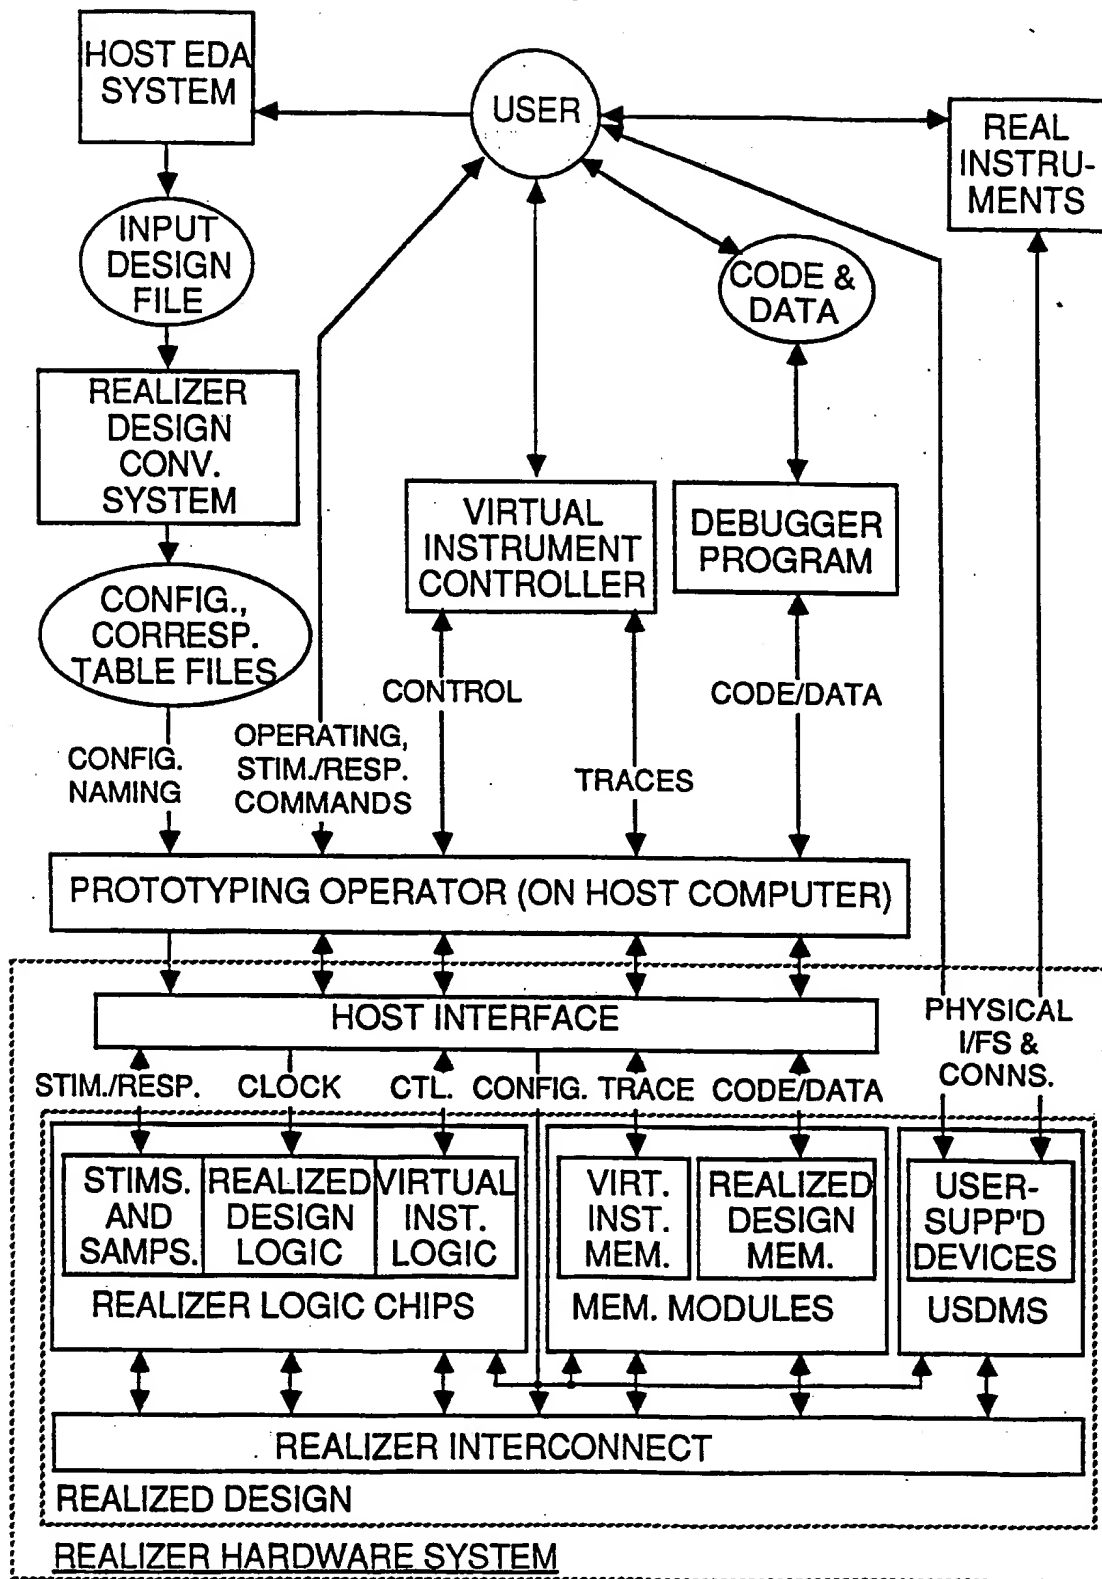 HOST EDA
SYSTEM
USER
REAL
INSTRU-
MENTS
INPUT
DESIGN
FILE
CODE &
DATA
REALIZER
DESIGN
CONV.
SYSTEM
VIRTUAL
INSTRUMENT
CONTROLLER
DEBUGGER
PROGRAM
CONFIG.,
CORRESP.
TABLE FILES
CONTROL
CODE/DATA
CONFIG.
NAMING
OPERATING,
STIM./RESP.
COMMANDS
TRACES
PROTOTYPING OPERATOR (ON HOST COMPUTER)
HOST INTERFACE
PHYSICAL
I/FS &
CONNS.
STIM./RESP.
CLOCK
CTL.
CONFIG.
TRACE
CODE/DATA
STIMS.
AND
SAMPS.
REALIZED
DESIGN
LOGIC
VIRTUAL
INST.
LOGIC
VIRT.
INST.
MEM.
REALIZED
DESIGN
MEM.
USER-
SUPP'D
DEVICES
REALIZER LOGIC CHIPS
MEM. MODULES
USDMS
REALIZER INTERCONNECT
REALIZED DESIGN
REALIZER HARDWARE SYSTEM